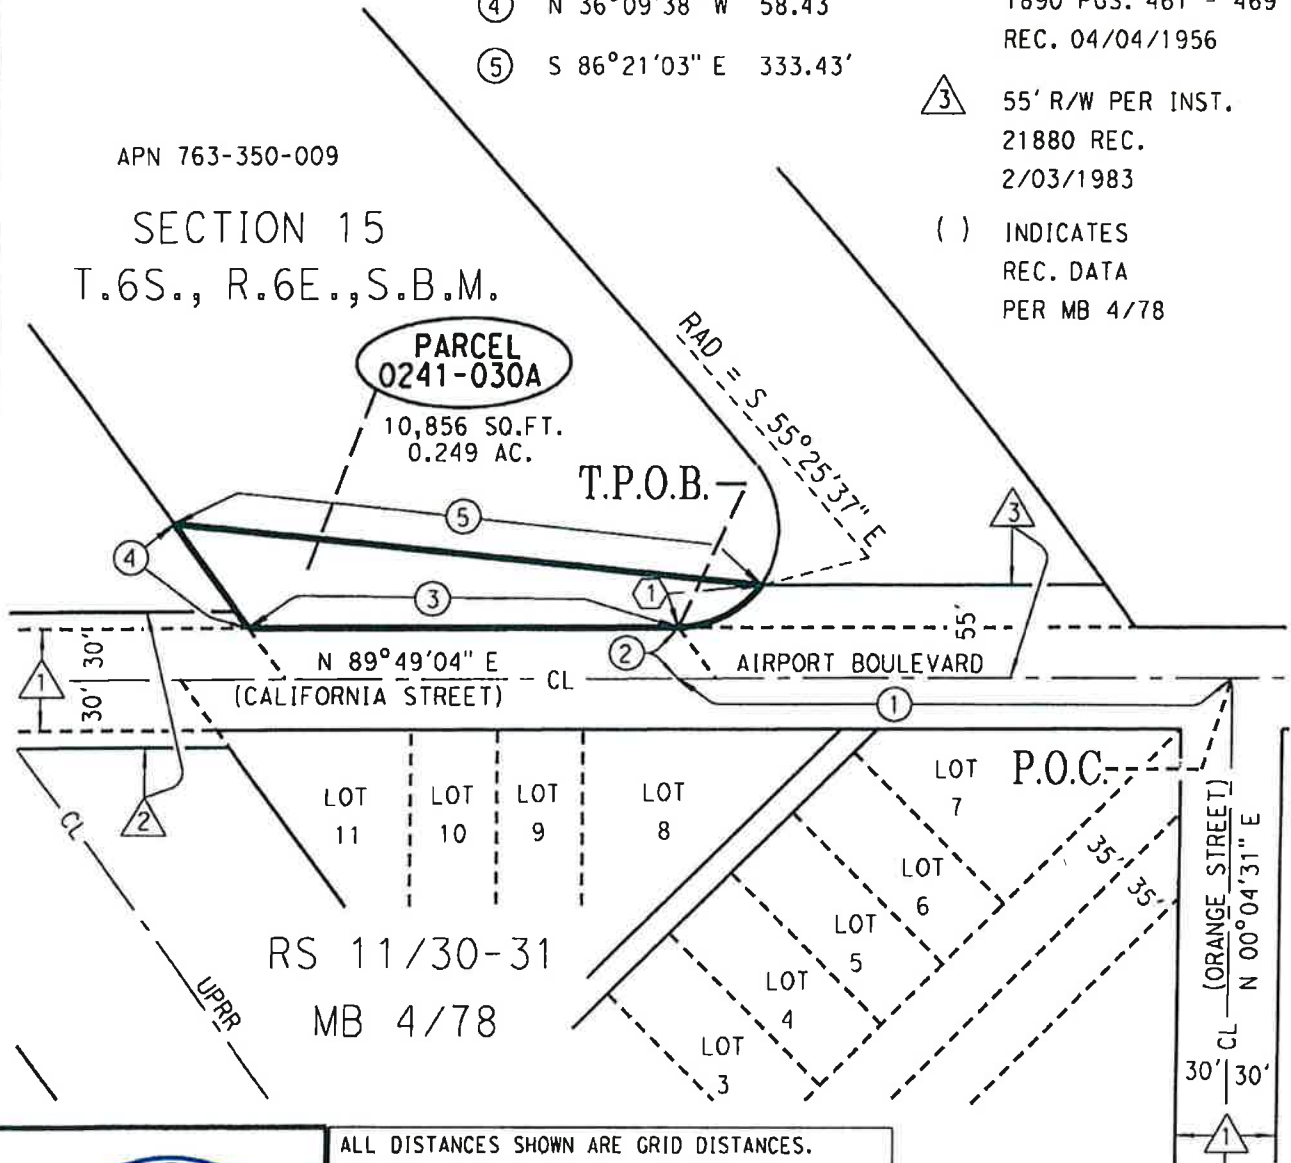 ④ N 36°09'38" W 58.43'
1890 PGS. 461 - 469
REC. 04/04/1956
⑤ S 86°21'03" E 333.43'
3 55' R/W PER INST.
21880 REC.
2/03/1983
( ) INDICATES
REC. DATA
PER MB 4/78
APN 763-350-009
SECTION 15
T.6S., R.6E.,S.B.M.
PARCEL
0241-030A
10,856 SQ.FT.
0.249 AC.
RAD = S 55°25'37" E
T.P.O.B.
5
3
4
3
1
2
55'
1
30'
30'
N 89°49'04" E
(CALIFORNIA STREET)
CL
AIRPORT BOULEVARD
1
2
LOT
11
LOT
10
LOT
9
LOT
8
LOT
7
P.O.C.
LOT
6
LOT
5
LOT
4
LOT
3
35'
35'
CL
UPRR
RS 11/30-31
MB 4/78
(ORANGE STREET)
N 00°04'31" E
CL
30'
30'
1
ALL DISTANCES SHOWN ARE GRID DISTANCES.